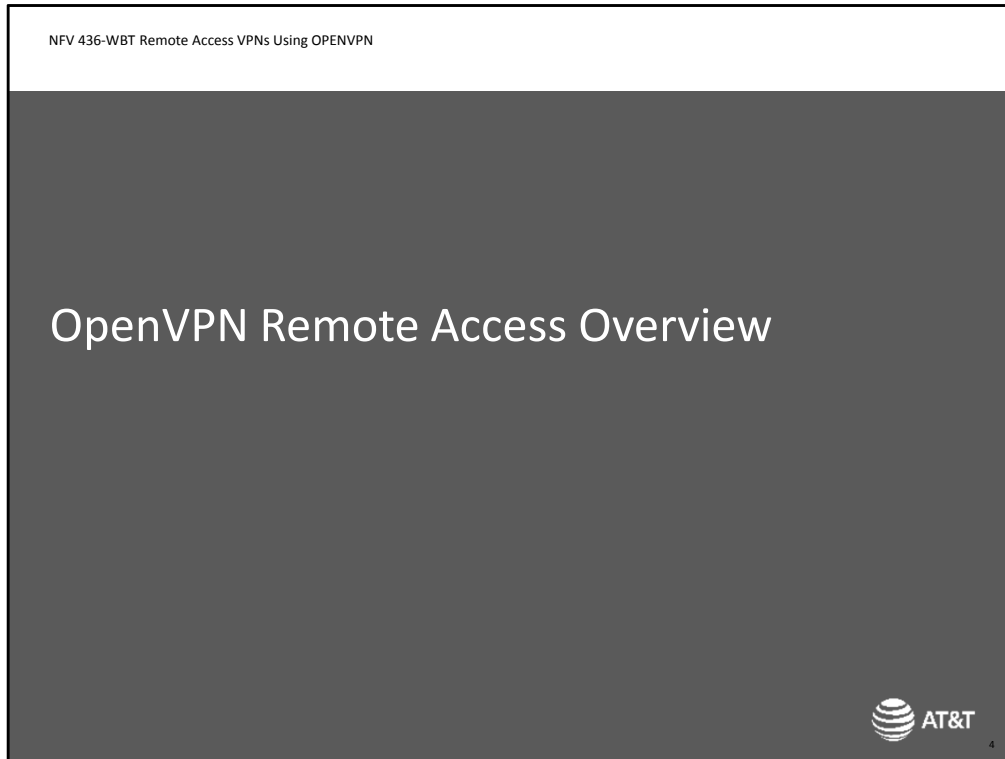 NFV 436-WBT Remote Access VPNs Using OPENVPN
OpenVPN Remote Access Overview
AT&T
4